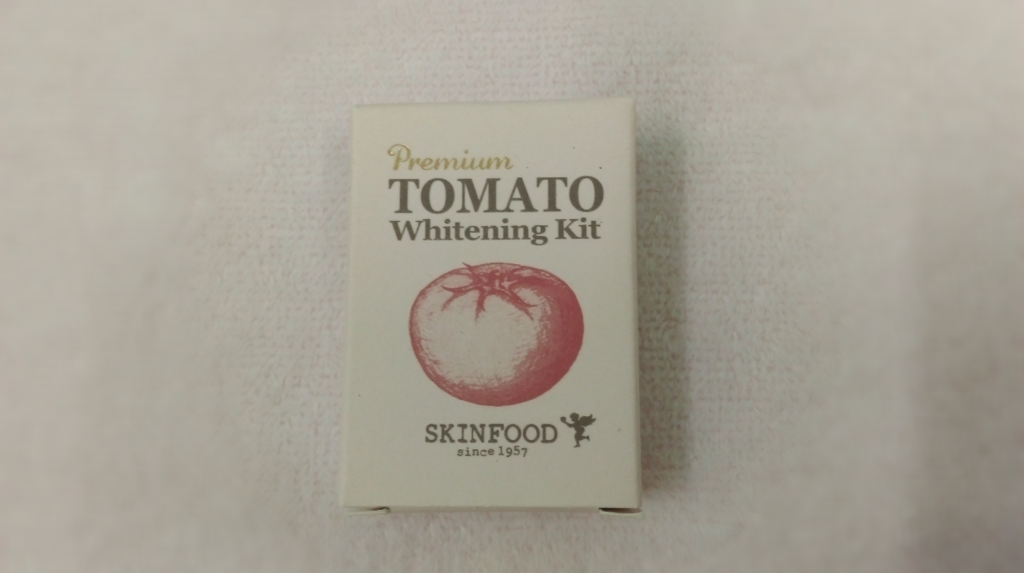 Premium
TOMATO
Whitening Kit
SKINFOOD
since 1957